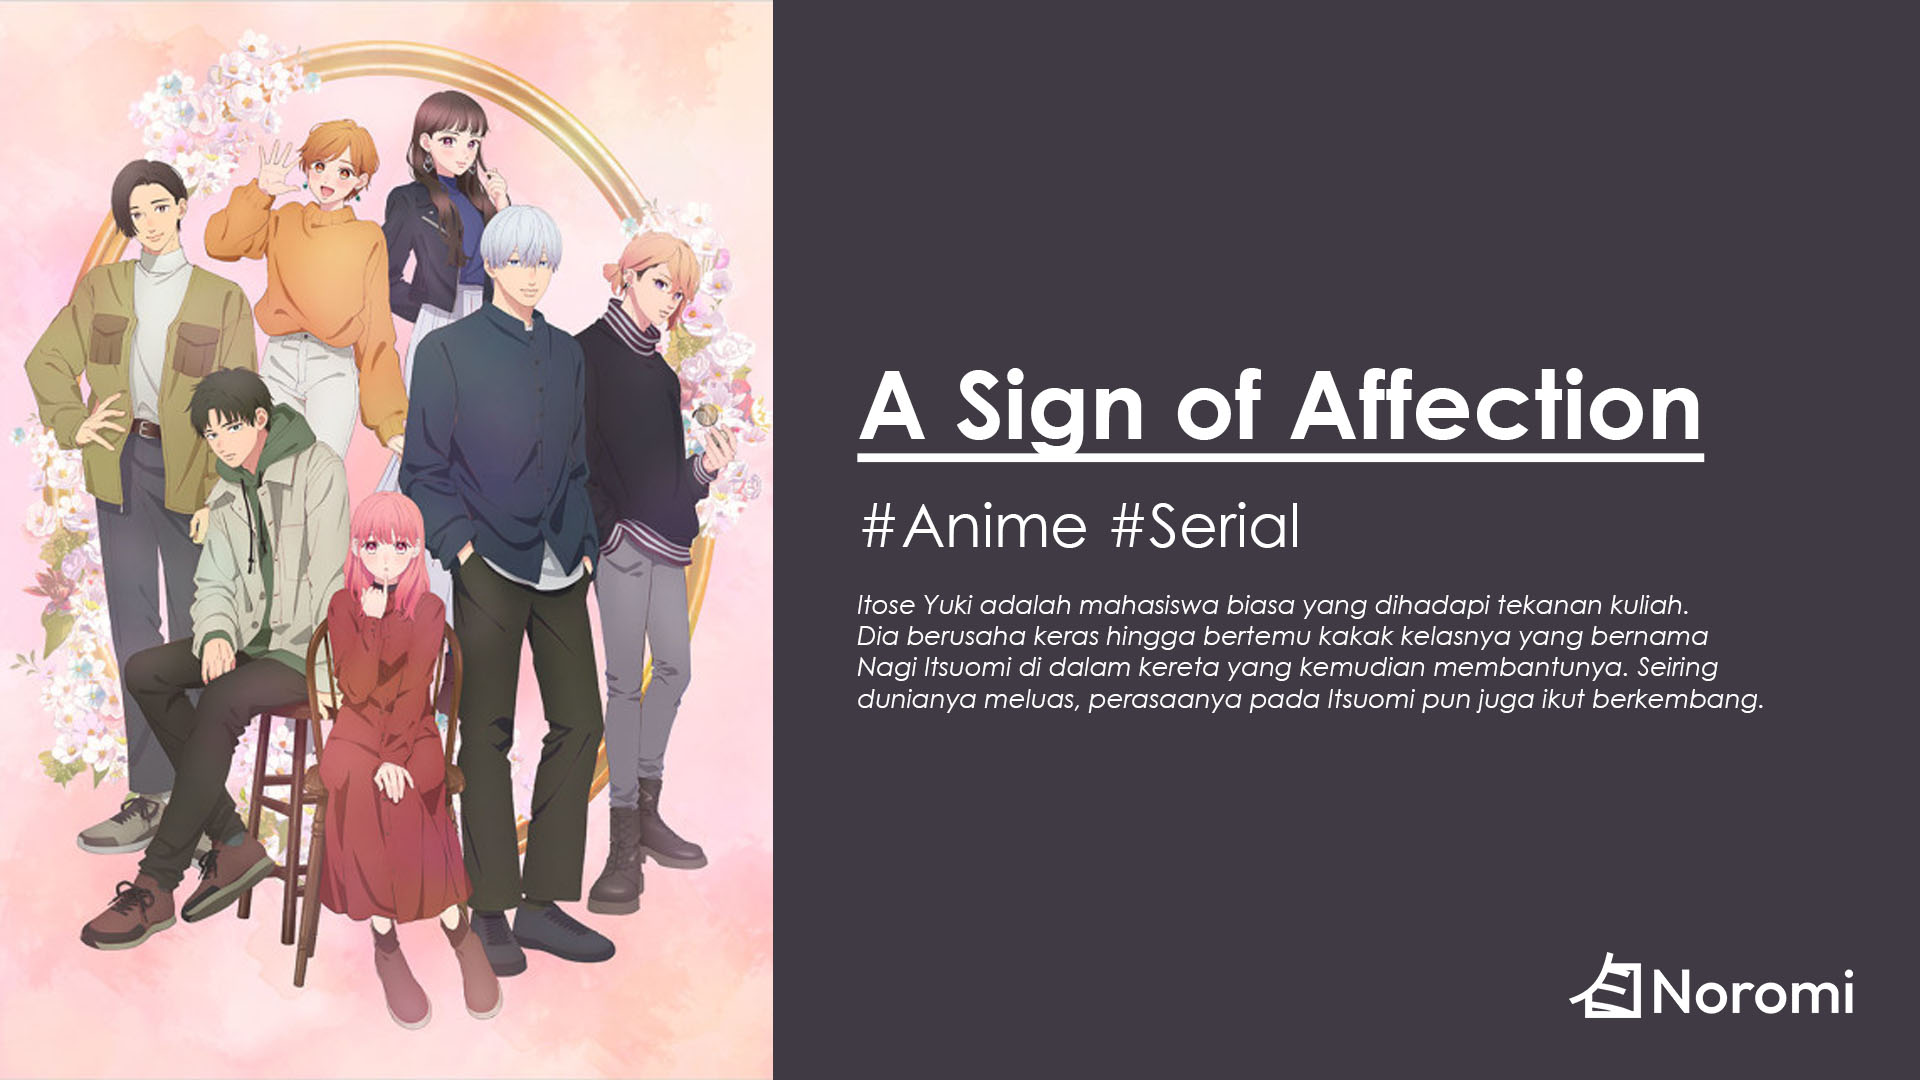 A Sign of Affection
#Anime #Serial
Itose Yuki adalah mahasiswa biasa yang dihadapi tekanan kuliah.
Dia berusaha keras hingga bertemu kakak kelasnya yang bernama
Nagi Itsuomi di dalam kereta yang kemudian membantunya. Seiring
dunianya meluas, perasaanya pada Itsuomi pun juga ikut berkembang.
Noromi